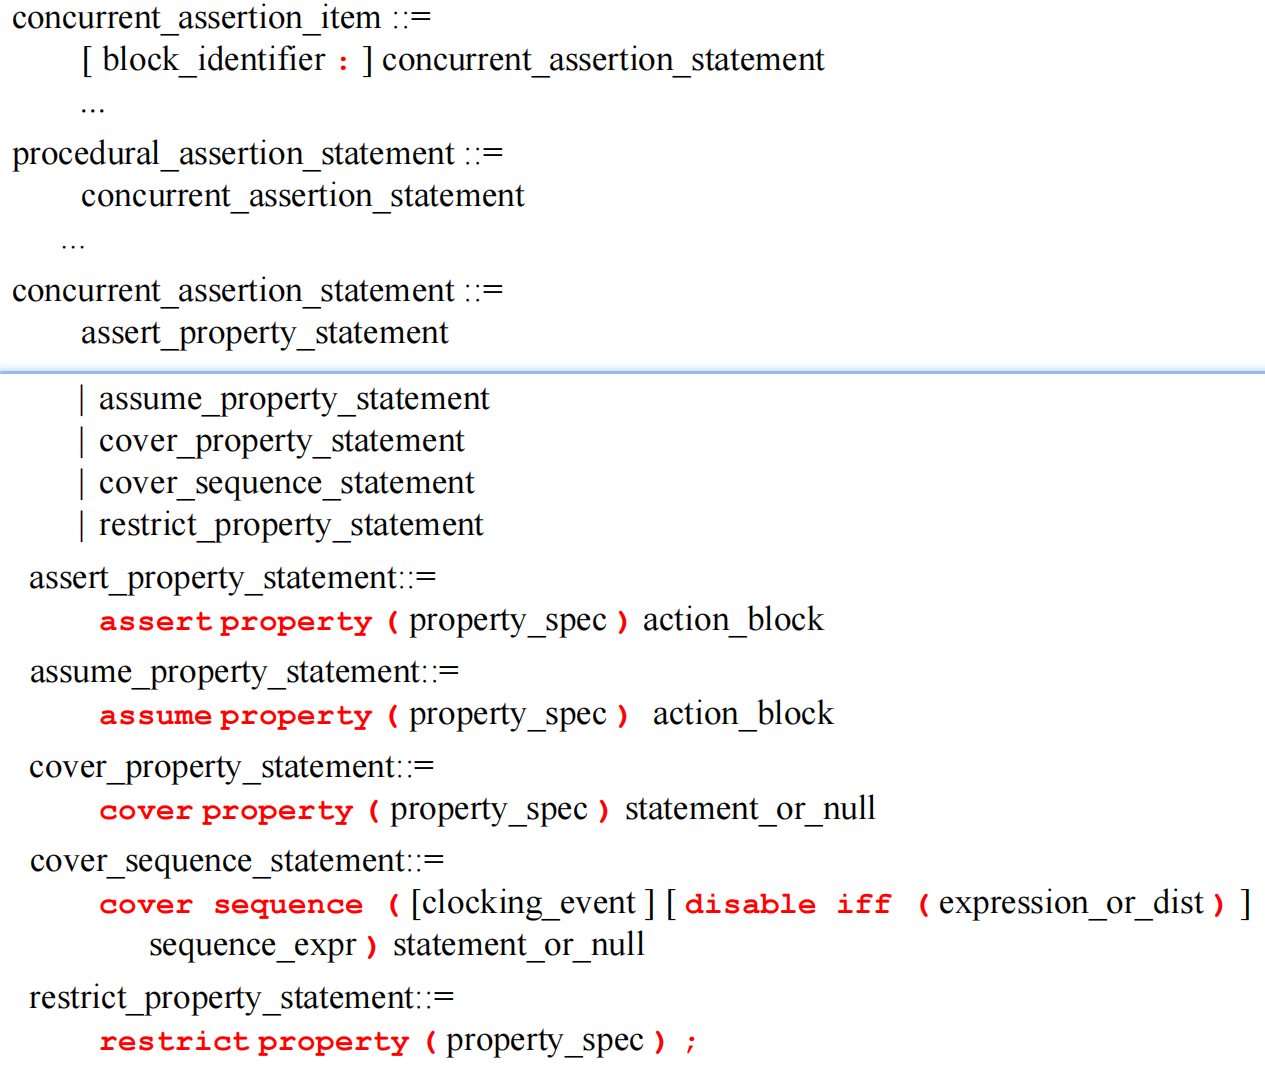 concurrent_assertion_item ::=
[ block_identifier : ] concurrent_assertion_statement
...
procedural_assertion_statement ::=
concurrent_assertion_statement
...
concurrent_assertion_statement ::=
assert_property_statement
| assume_property_statement
| cover_property_statement
| cover_sequence_statement
| restrict_property_statement
assert_property_statement::=
assert property ( property_spec ) action_block
assume_property_statement::=
assume property ( property_spec ) action_block
cover_property_statement::=
cover property ( property_spec ) statement_or_null
cover_sequence_statement::=
cover sequence ( [clocking_event ] [ disable iff ( expression_or_dist ) ]
sequence_expr ) statement_or_null
restrict_property_statement::=
restrict property ( property_spec ) ;